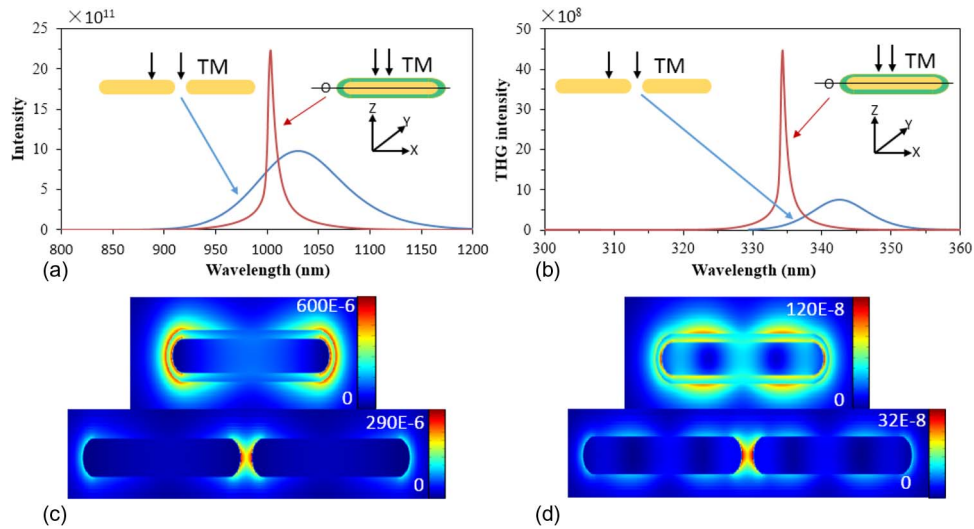 ×10¹¹
25
20
15
10
5
0
Intensity
TM
TM
O
Z
Y
X
800 850 900 950 1000 1050 1100 1150 1200
(a) Wavelength (nm)
×10⁸
50
40
30
20
10
0
THG intensity
TM
TM
O
Z
Y
X
300 310 320 330 340 350 360
(b) Wavelength (nm)
600E-6
0
290E-6
0
(c)
120E-8
0
32E-8
0
(d)